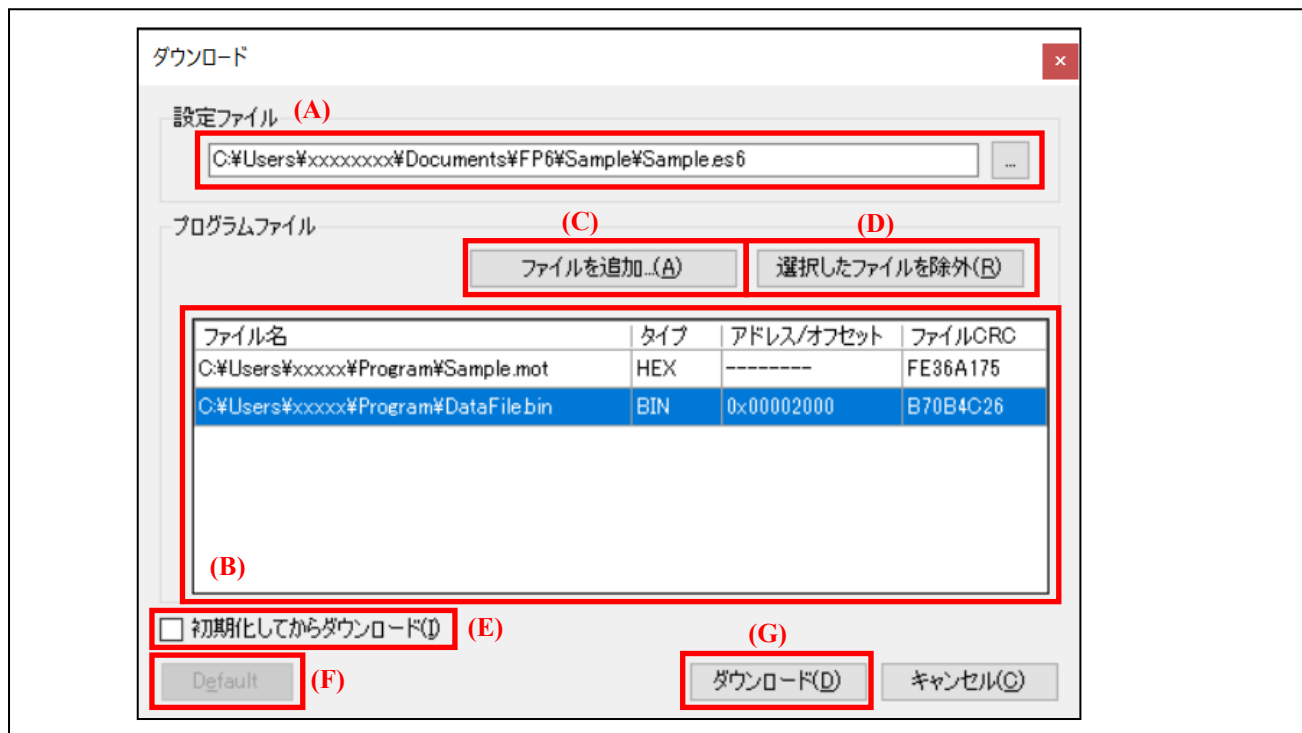 ダウンロード
×
設定ファイル (A)
C:¥Users¥xxxxxxxxx¥Documents¥FP6¥Sample¥Sample.es6 ...
プログラムファイル (C) (D)
ファイルを追加...(A) 選択したファイルを除外(R)
ファイル名 タイプ アドレス/オフセット ファイルCRC
C:¥Users¥xxxxx¥Program¥Sample.mot HEX -------- FE36A175
C:¥Users¥xxxxx¥Program¥DataFile.bin BIN 0x00002000 B70B4C26
(B)
初期化してからダウンロード(I) (E)
(G)
Default (F) ダウンロード(D) キャンセル(C)